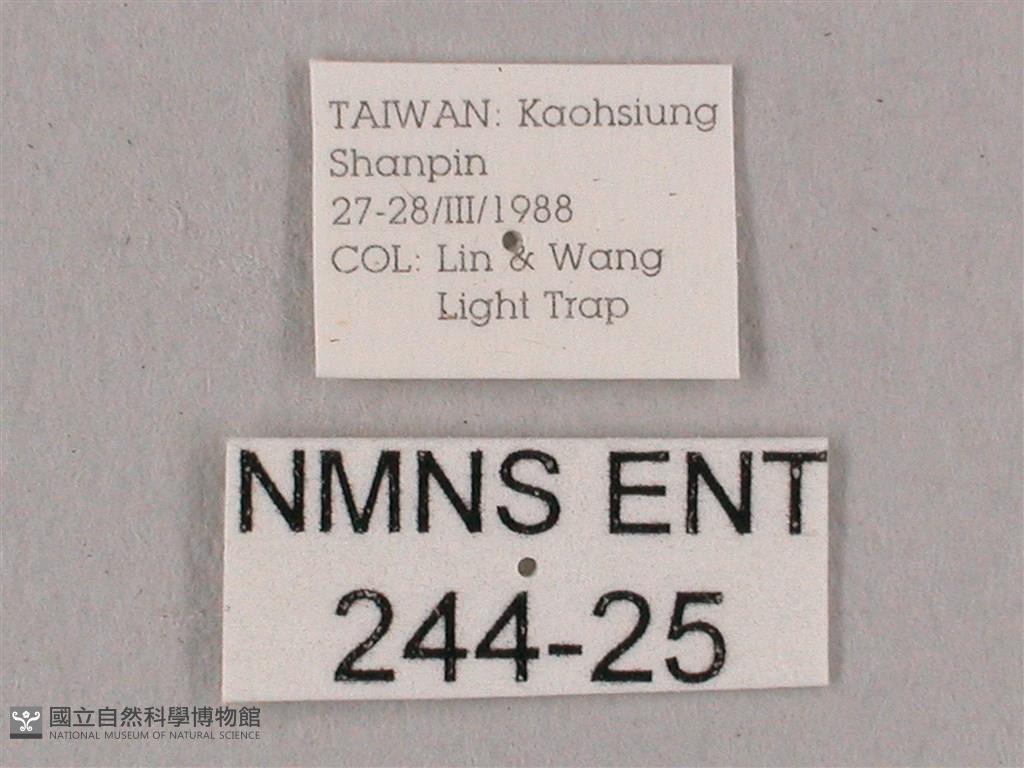 TAIWAN: Kaohsiung
Shanpin
27-28/III/1988
COL: Lin & Wang
Light Trap
NMNS ENT
244-25
國立自然科學博物館
NATIONAL MUSEUM OF NATURAL SCIENCE